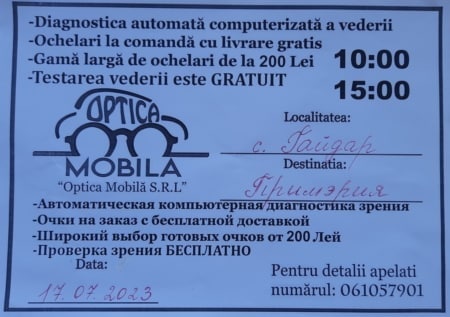 -Diagnostica automată computerizată a vederii
-Ochelari la comandă cu livrare gratis
-Gamă largă de ochelari de la 200 Lei
-Testarea vederii este GRATUIT
10:00
15:00
OPTICA
MOBILA
"Optica Mobilă S.R.L"
Localitatea:
с. Гайдар
Destinatia:
Примэрия
-Автоматическая компьютерная диагностика зрения
-Очки на заказ с бесплатной доставкой
-Широкий выбор готовых очков от 200 Лей
-Проверка зрения БЕСПЛАТНО
Data:
17.07.2023
Pentru detalii apelati
numărul: 061057901